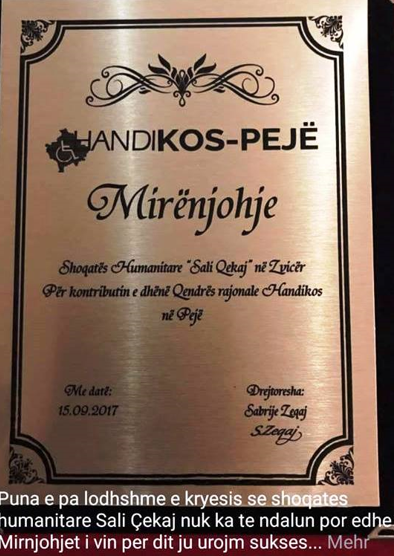 HANDIKOS-PEJË
Mirënjohje
Shoqatës Humanitare "Sali Qekaj" në Zvicër
Për kontributin e dhënë Qendrës rajonale Handikos
në Pejë
Me datë:
15.09.2017
Drejtoresha:
Sabrije Zeqaj
S.Zeqaj
Puna e pa lodhshme e kryesis se shoqates
humanitare Sali Çekaj nuk ka te ndalun por edhe
Mirnjohjet i vin per dit ju urojm sukses... Mehr